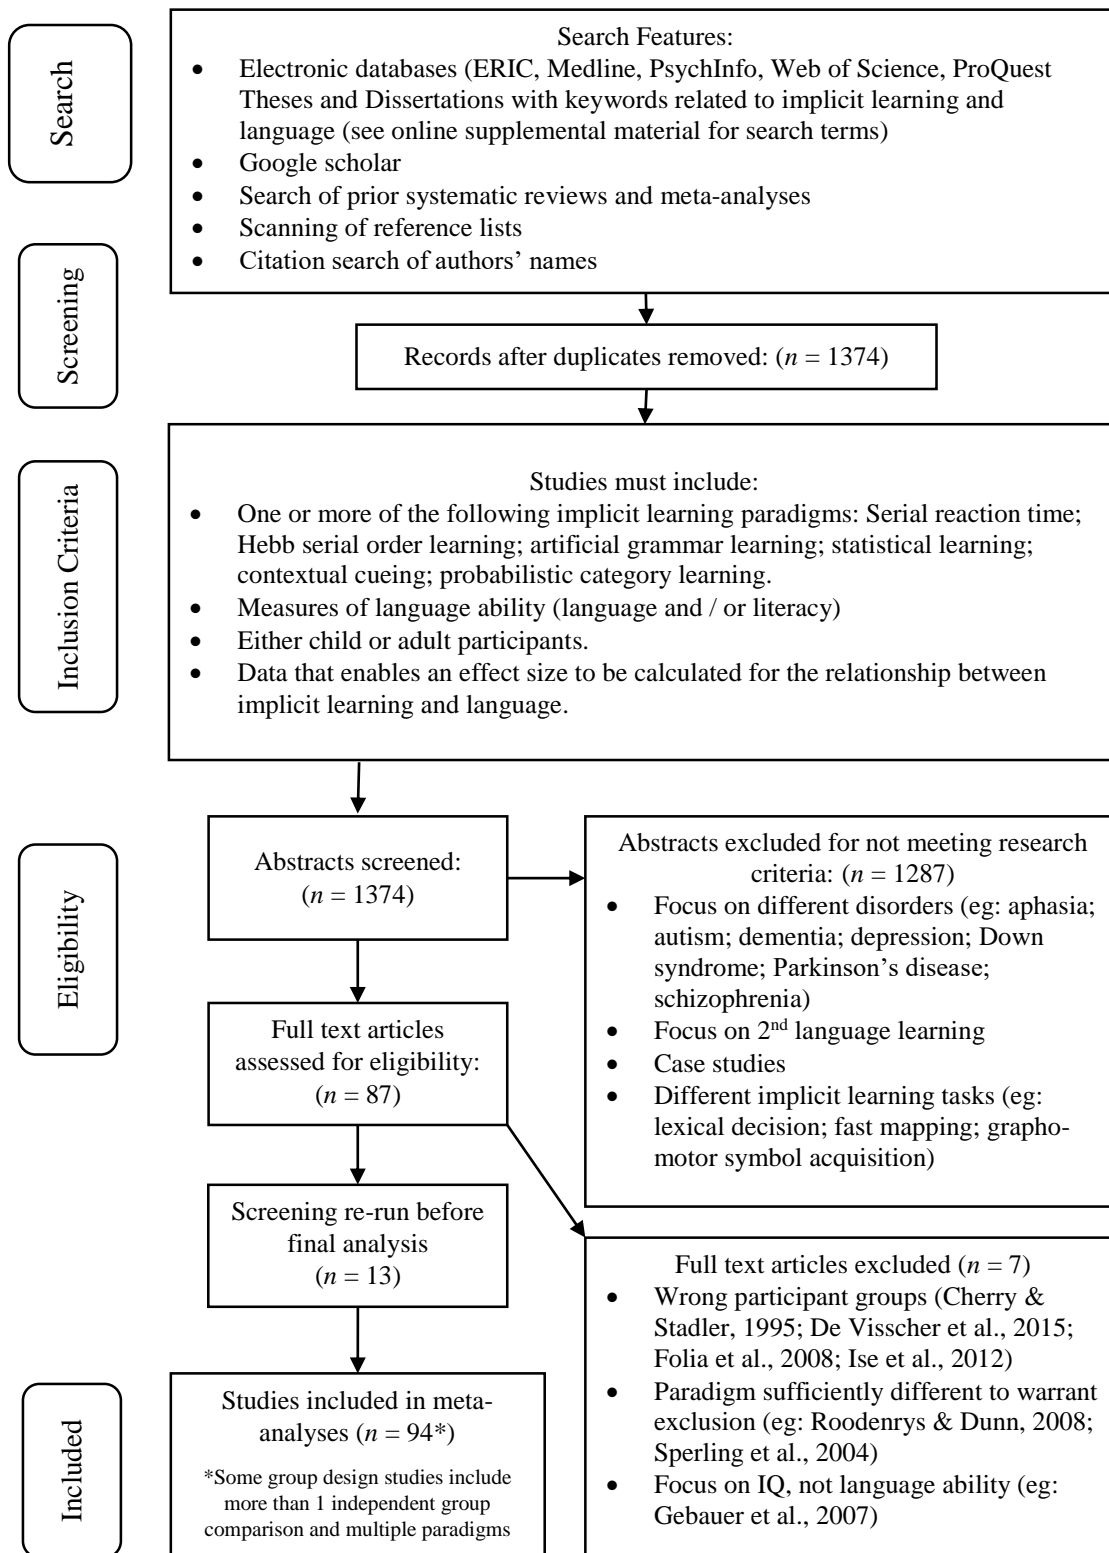 Search
Search Features:
• Electronic databases (ERIC, Medline, PsychInfo, Web of Science, ProQuest
Theses and Dissertations with keywords related to implicit learning and
language (see online supplemental material for search terms)
• Google scholar
• Search of prior systematic reviews and meta-analyses
• Scanning of reference lists
• Citation search of authors’ names
Screening
Records after duplicates removed: (n = 1374)
Inclusion Criteria
Studies must include:
• One or more of the following implicit learning paradigms: Serial reaction time;
Hebb serial order learning; artificial grammar learning; statistical learning;
contextual cueing; probabilistic category learning.
• Measures of language ability (language and / or literacy)
• Either child or adult participants.
• Data that enables an effect size to be calculated for the relationship between
implicit learning and language.
Eligibility
Abstracts screened:
(n = 1374)
Abstracts excluded for not meeting research
criteria: (n = 1287)
• Focus on different disorders (eg: aphasia;
autism; dementia; depression; Down
syndrome; Parkinson’s disease;
schizophrenia)
• Focus on 2nd language learning
• Case studies
• Different implicit learning tasks (eg:
lexical decision; fast mapping; grapho-
motor symbol acquisition)
Full text articles
assessed for eligibility:
(n = 87)
Screening re-run before
final analysis
(n = 13)
Full text articles excluded (n = 7)
• Wrong participant groups (Cherry &
Stadler, 1995; De Visscher et al., 2015;
Folia et al., 2008; Ise et al., 2012)
• Paradigm sufficiently different to warrant
exclusion (eg: Roodenrys & Dunn, 2008;
Sperling et al., 2004)
• Focus on IQ, not language ability (eg:
Gebauer et al., 2007)
Included
Studies included in meta-
analyses (n = 94*)
*Some group design studies include
more than 1 independent group
comparison and multiple paradigms